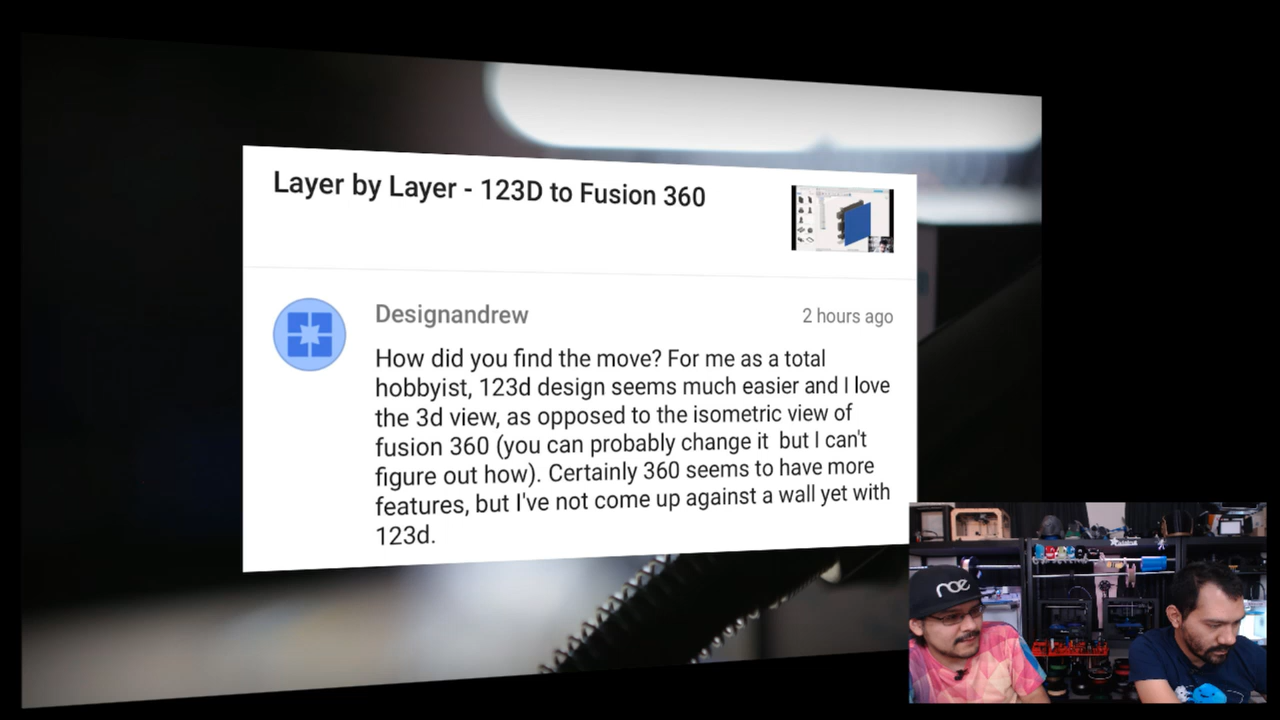 Layer by Layer - 123D to Fusion 360
Designandrew
2 hours ago
How did you find the move? For me as a total
hobbyist, 123d design seems much easier and I love
the 3d view, as opposed to the isometric view of
fusion 360 (you can probably change it  but I can't
figure out how). Certainly 360 seems to have more
features, but I've not come up against a wall yet with
123d.
noe